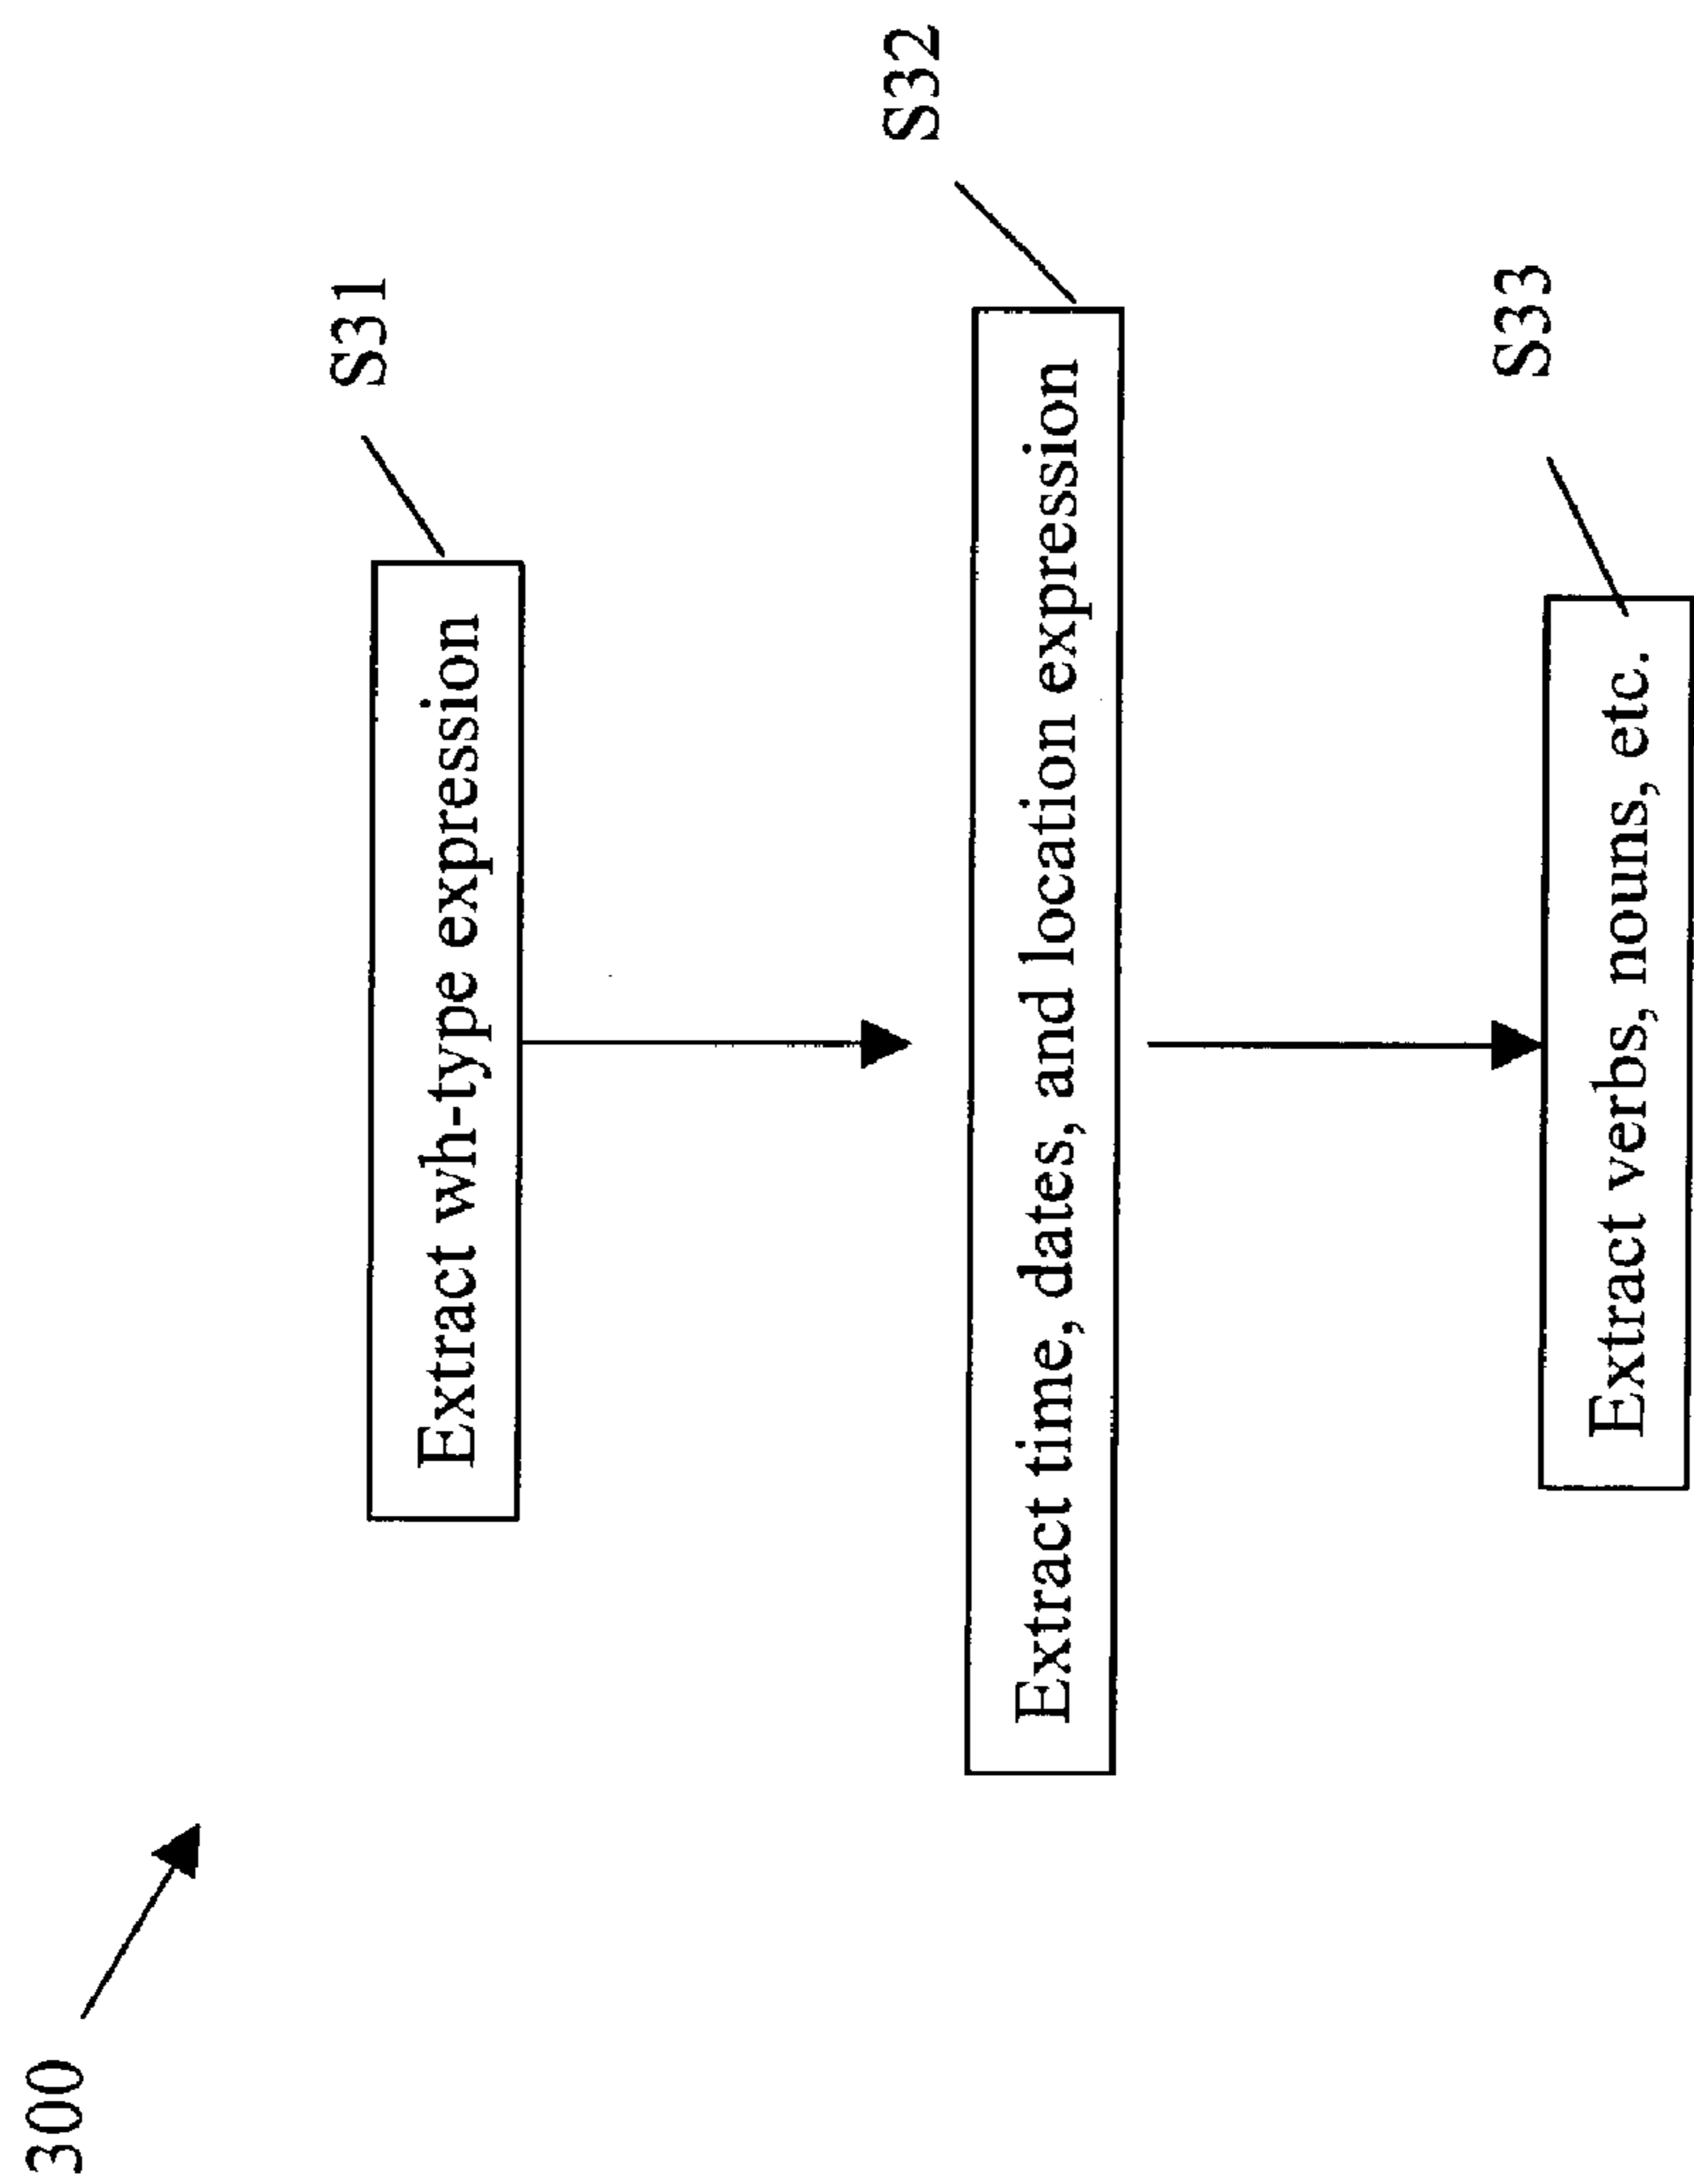 300
S31
Extract wh-type expression
S32
Extract time, dates, and location expression
S33
Extract verbs, nouns, etc.